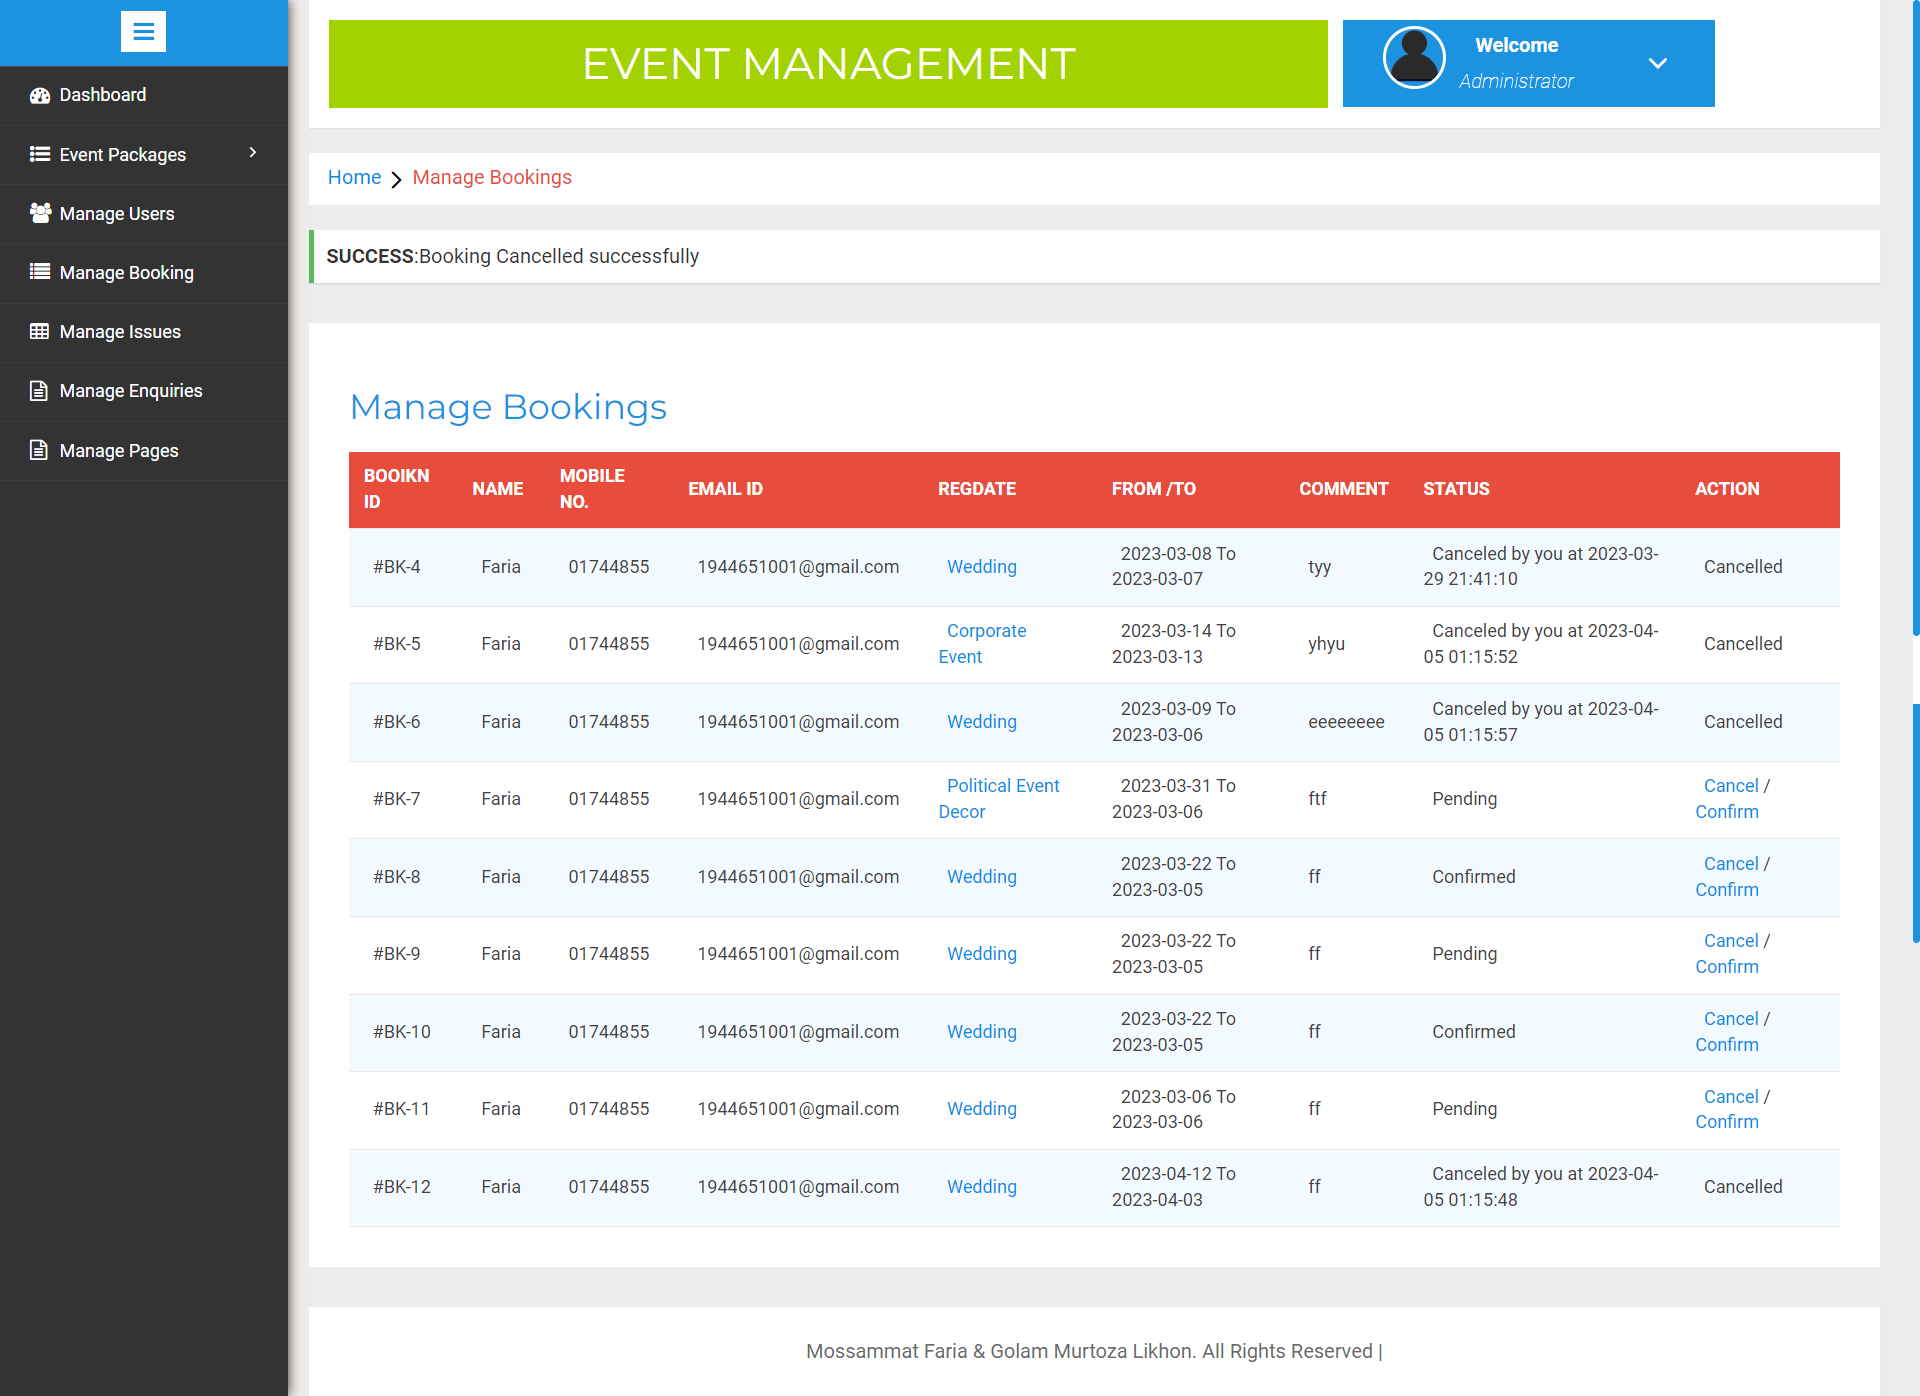 EVENT MANAGEMENT
Welcome
Administrator
Dashboard
Event Packages
Manage Users
Manage Booking
Manage Issues
Manage Enquiries
Manage Pages
Home > Manage Bookings
SUCCESS:Booking Cancelled successfully
Manage Bookings
BOOIKN ID NAME MOBILE NO. EMAIL ID REGDATE FROM /TO COMMENT STATUS ACTION
#BK-4 Faria 01744855 1944651001@gmail.com Wedding 2023-03-08 To 2023-03-07 tyy Canceled by you at 2023-03-29 21:41:10 Cancelled
#BK-5 Faria 01744855 1944651001@gmail.com Corporate Event 2023-03-14 To 2023-03-13 yhyu Canceled by you at 2023-04-05 01:15:52 Cancelled
#BK-6 Faria 01744855 1944651001@gmail.com Wedding 2023-03-09 To 2023-03-06 eeeeeeee Canceled by you at 2023-04-05 01:15:57 Cancelled
#BK-7 Faria 01744855 1944651001@gmail.com Political Event Decor 2023-03-31 To 2023-03-06 ftf Pending Cancel / Confirm
#BK-8 Faria 01744855 1944651001@gmail.com Wedding 2023-03-22 To 2023-03-05 ff Confirmed Cancel / Confirm
#BK-9 Faria 01744855 1944651001@gmail.com Wedding 2023-03-22 To 2023-03-05 ff Pending Cancel / Confirm
#BK-10 Faria 01744855 1944651001@gmail.com Wedding 2023-03-22 To 2023-03-05 ff Confirmed Cancel / Confirm
#BK-11 Faria 01744855 1944651001@gmail.com Wedding 2023-03-06 To 2023-03-06 ff Pending Cancel / Confirm
#BK-12 Faria 01744855 1944651001@gmail.com Wedding 2023-04-12 To 2023-04-03 ff Canceled by you at 2023-04-05 01:15:48 Cancelled
Mossammat Faria & Golam Murtoza Likhon. All Rights Reserved |